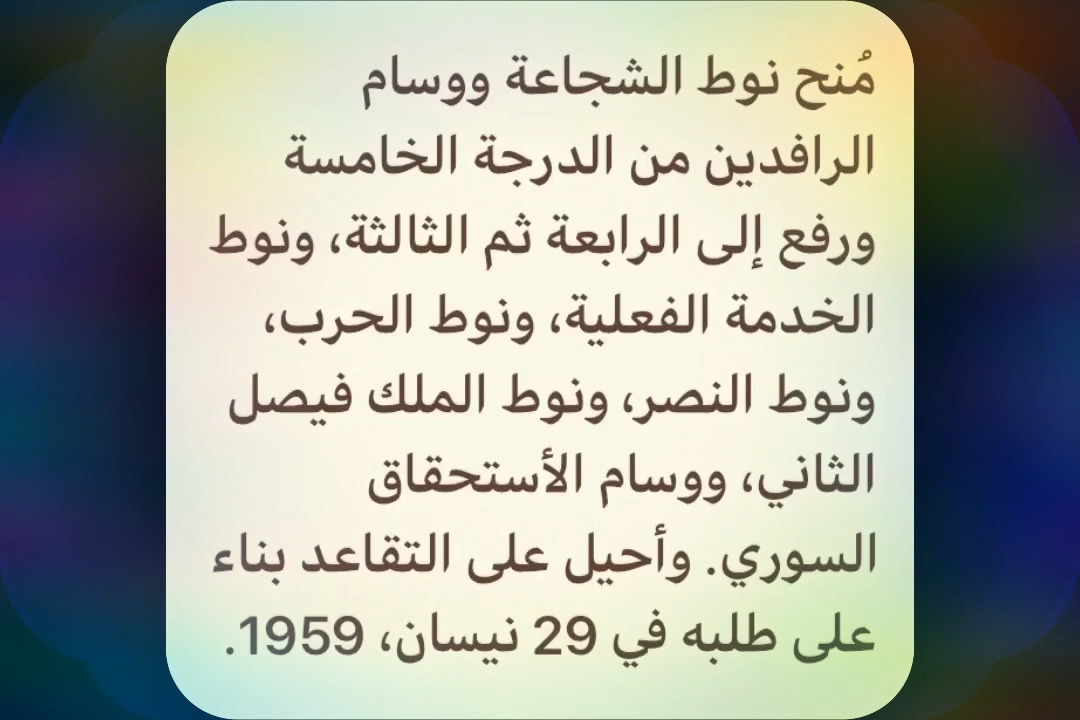 مُنح نوط الشجاعة ووسام
الرافدين من الدرجة الخامسة
ورفع إلى الرابعة ثم الثالثة، ونوط
الخدمة الفعلية، ونوط الحرب،
ونوط النصر، ونوط الملك فيصل
الثاني، ووسام الأستحقاق
السوري. وأحيل على التقاعد بناء
على طلبه في 29 نيسان، 1959.